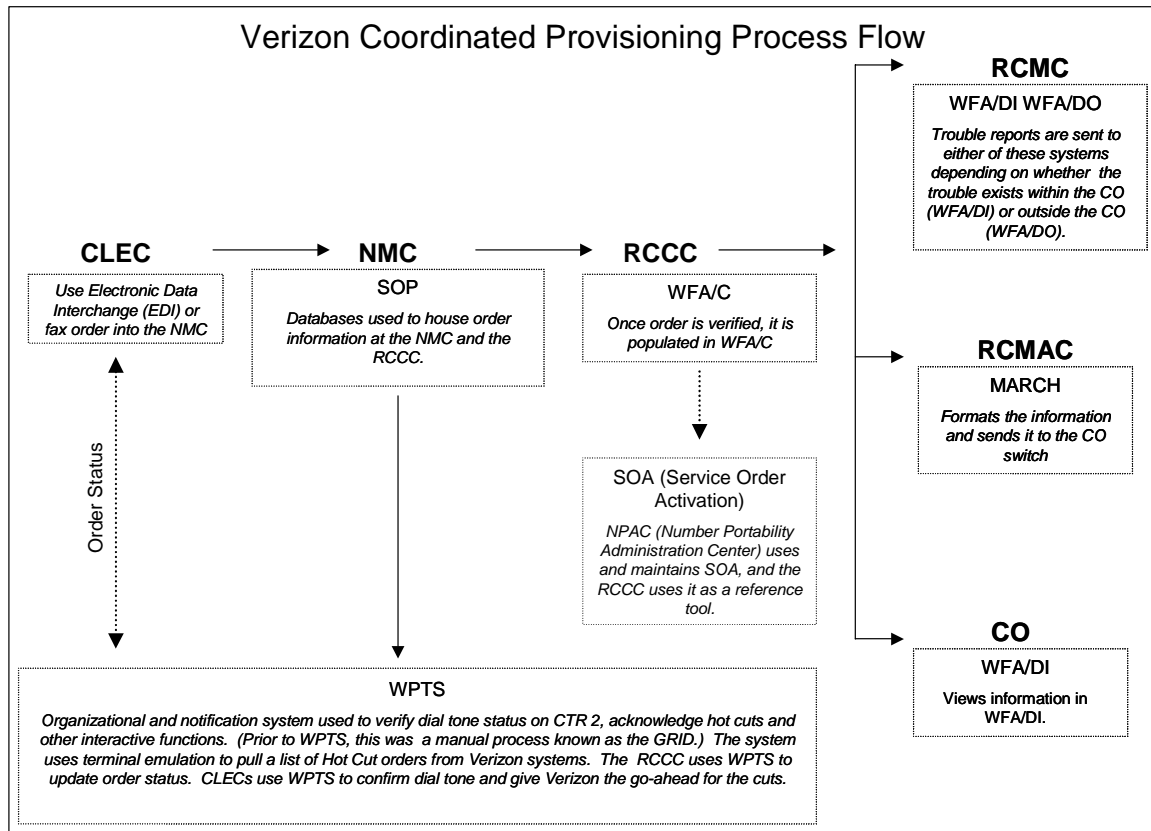 Verizon Coordinated Provisioning Process Flow
RCMC
WFA/DI WFA/DO
Trouble reports are sent to
either of these systems
depending on whether the
trouble exists within the CO
(WFA/DI) or outside the CO
(WFA/DO).
CLEC
Use Electronic Data
Interchange (EDI) or
fax order into the NMC
NMC
SOP
Databases used to house order
information at the NMC and the
RCCC.
RCCC
WFA/C
Once order is verified, it is
populated in WFA/C
RCMAC
MARCH
Formats the information
and sends it to the CO
switch
Order Status
SOA (Service Order
Activation)
NPAC (Number Portability
Administration Center) uses
and maintains SOA, and the
RCCC uses it as a reference
tool.
CO
WFA/DI
Views information in
WFA/DI.
WPTS
Organizational and notification system used to verify dial tone status on CTR 2, acknowledge hot cuts and
other interactive functions. (Prior to WPTS, this was a manual process known as the GRID.) The system
uses terminal emulation to pull a list of Hot Cut orders from Verizon systems. The RCCC uses WPTS to
update order status. CLECs use WPTS to confirm dial tone and give Verizon the go-ahead for the cuts.